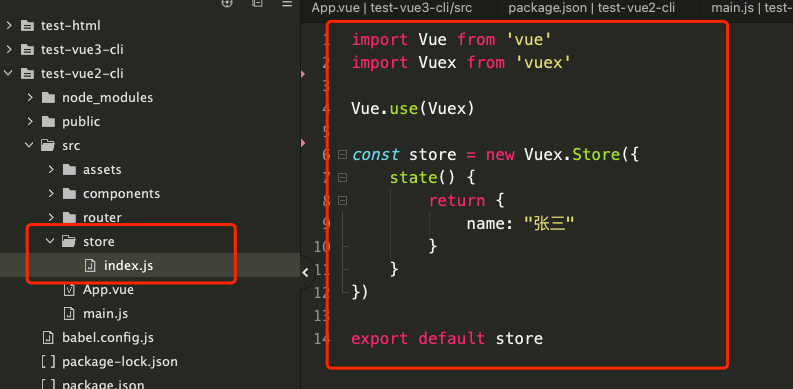 App.vue | test-vue3-cli/src
package.json | test-vue2-cli
main.js | test-
test-html
test-vue3-cli
test-vue2-cli
node_modules
public
src
assets
components
router
store
index.js
App.vue
main.js
babel.config.js
package-lock.json
package.json
1 import Vue from 'vue'
2 import Vuex from 'vuex'
3
4 Vue.use(Vuex)
5
6 const store = new Vuex.Store({
7 state() {
8 return {
9 name: "张三"
10 }
11 }
12 })
13
14 export default store